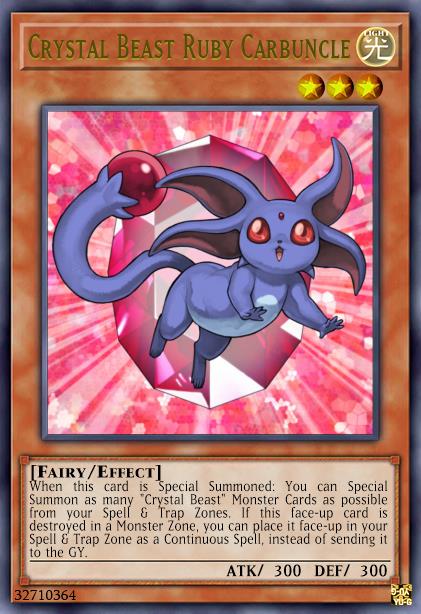 Crystal Beast Ruby Carbuncle
LIGHT
光
[Fairy/Effect]
When this card is Special Summoned: You can Special
Summon as many "Crystal Beast" Monster Cards as possible
from your Spell & Trap Zones. If this face-up card is
destroyed in a Monster Zone, you can place it face-up in your
Spell & Trap Zone as a Continuous Spell, instead of sending it
to the GY.
ATK/ 300 DEF/ 300
32710364